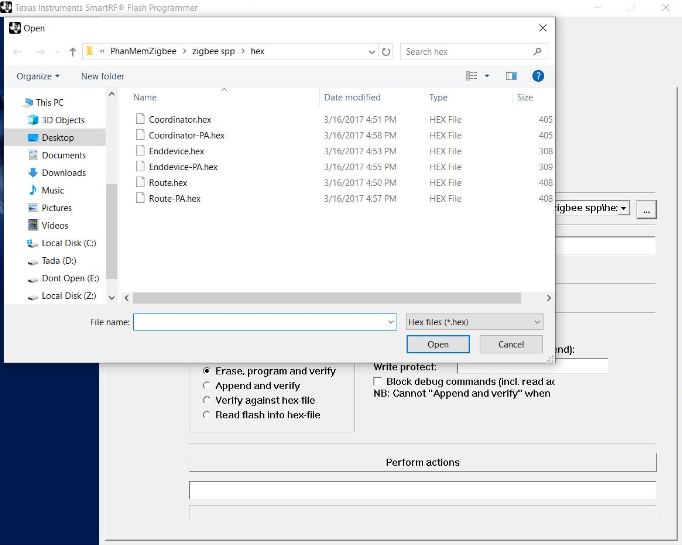 Texas Instruments SmartRF® Flash Programmer
Open
« PhanMemZigbee > zigbee spp > hex
Search hex
Organize
New folder
Name Date modified Type Size
This PC
3D Objects
Desktop
Documents
Downloads
Music
Pictures
Videos
Local Disk (C:)
Tada (D:)
Dont Open (E:)
Local Disk (Z:)
Coordinator.hex 3/16/2017 4:51 PM HEX File 405
Coordinator-PA.hex 3/16/2017 4:58 PM HEX File 405
Enddevice.hex 3/16/2017 4:53 PM HEX File 308
Enddevice-PA.hex 3/16/2017 4:55 PM HEX File 309
Route.hex 3/16/2017 4:50 PM HEX File 408
Route-PA.hex 3/16/2017 4:57 PM HEX File 408
File name:
Hex files (*.hex)
Open
Cancel
zigbee spp\he:
...
end):
Erase, program and verify
Append and verify
Verify against hex-file
Read flash into hex-file
Write protect:
Block debug commands (incl. read ac
NB: Cannot "Append and verify" when
Perform actions